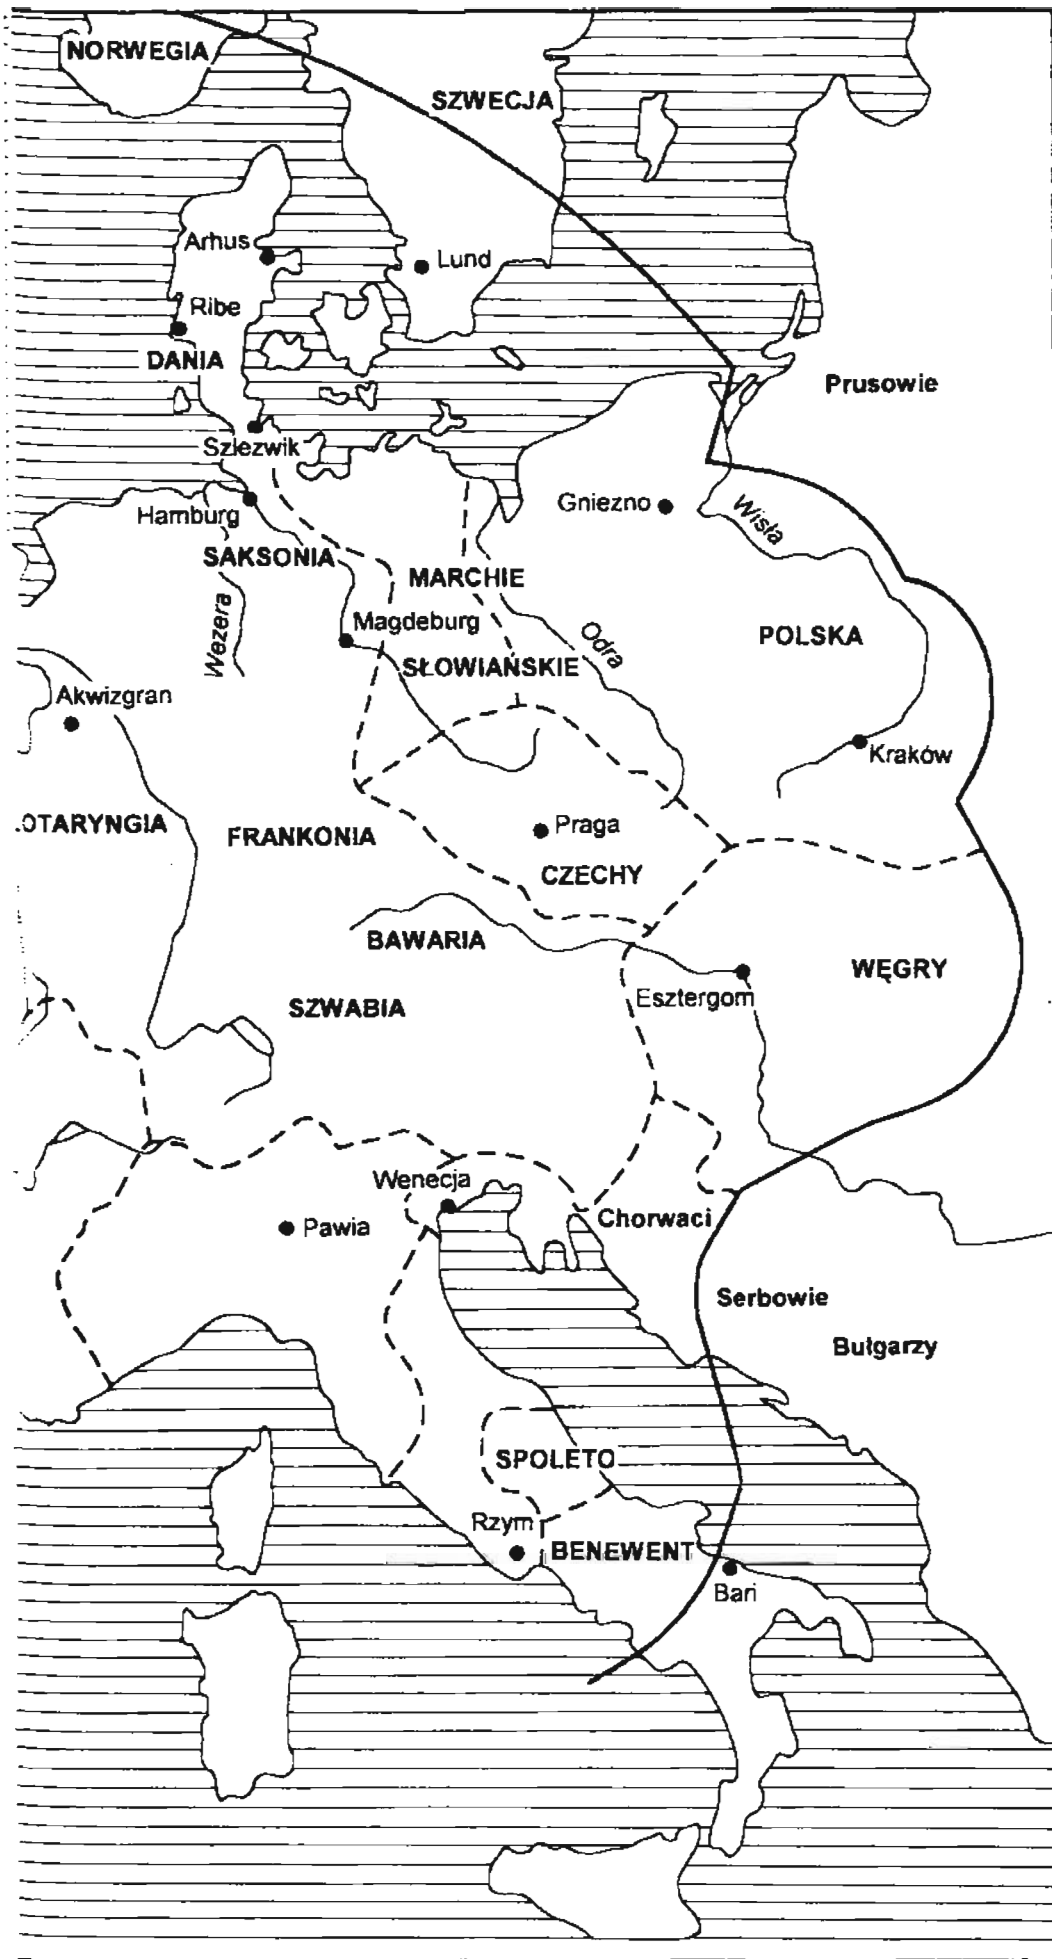 NORWEGIA
SZWECJA
Arhus
Lund
Ribe
DANIA
Prusowie
Szlezwik
Gniezno
Wisła
Hamburg
SAKSONIA
MARCHIE
Wezera
Magdeburg
Odra
POLSKA
SŁOWIAŃSKIE
Akwizgran
Kraków
OTARYNGIA
FRANKONIA
Praga
CZECHY
BAWARIA
WĘGRY
Esztergom
SZWABIA
Wenecja
Pawia
Chorwaci
Serbowie
Bułgarzy
SPOLETO
Rzym
BENEWENT
Bari